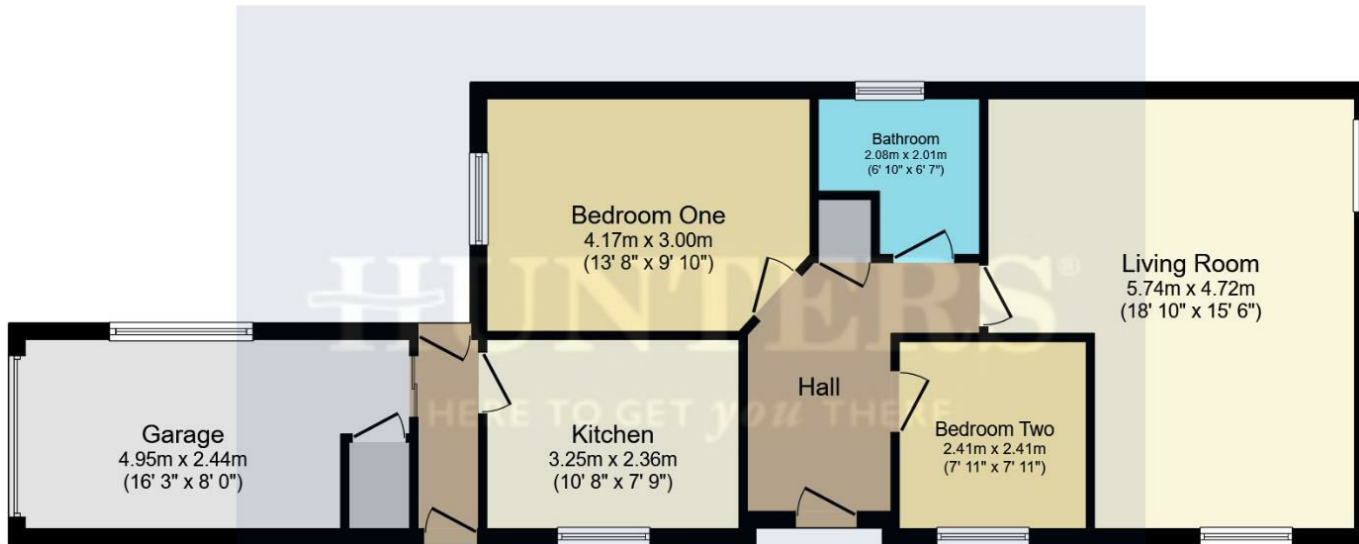 Bathroom
2.08m x 2.01m
(6' 10" x 6' 7")
Bedroom One
4.17m x 3.00m
(13' 8" x 9' 10")
Living Room
5.74m x 4.72m
(18' 10" x 15' 6")
HUNTERS®
HERE TO GET you THERE
Hall
Garage
4.95m x 2.44m
(16' 3" x 8' 0")
Kitchen
3.25m x 2.36m
(10' 8" x 7' 9")
Bedroom Two
2.41m x 2.41m
(7' 11" x 7' 11")